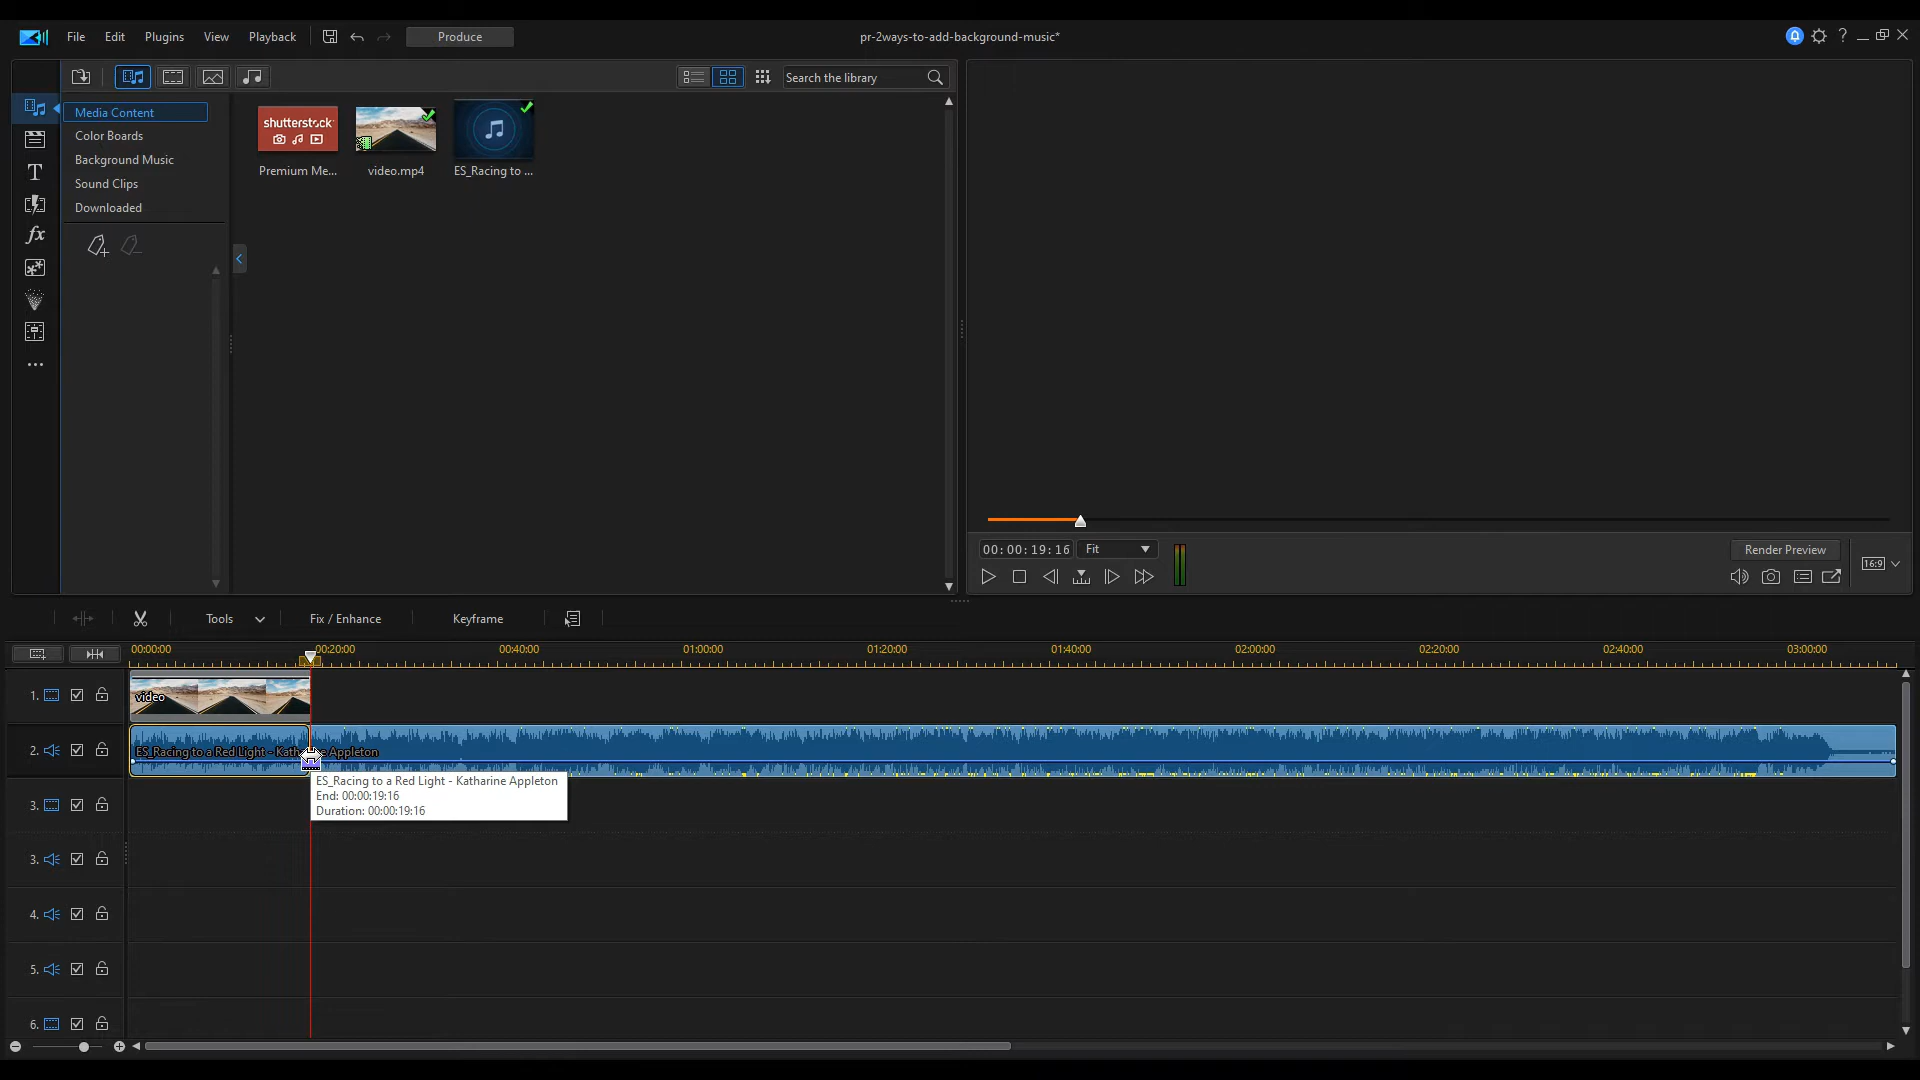 File Edit Plugins View Playback Produce pr-2ways-to-add-background-music* ?
Search the library
Media Content
Color Boards
Background Music
Sound Clips
Downloaded
shutterstock
Premium Me... video.mp4 ES_Racing to ...
T
fx
00:00:19:16 Fit Render Preview
16:9
Tools Fix / Enhance Keyframe
00:00:00 00:20:00 00:40:00 01:00:00 01:20:00 01:40:00 02:00:00 02:20:00 02:40:00 03:00:00
1. video
2. ES_Racing to a Red Light - Katharine Appleton
ES_Racing to a Red Light - Katharine Appleton
End: 00:00:19:16
Duration: 00:00:19:16
3.
3.
4.
5.
6.